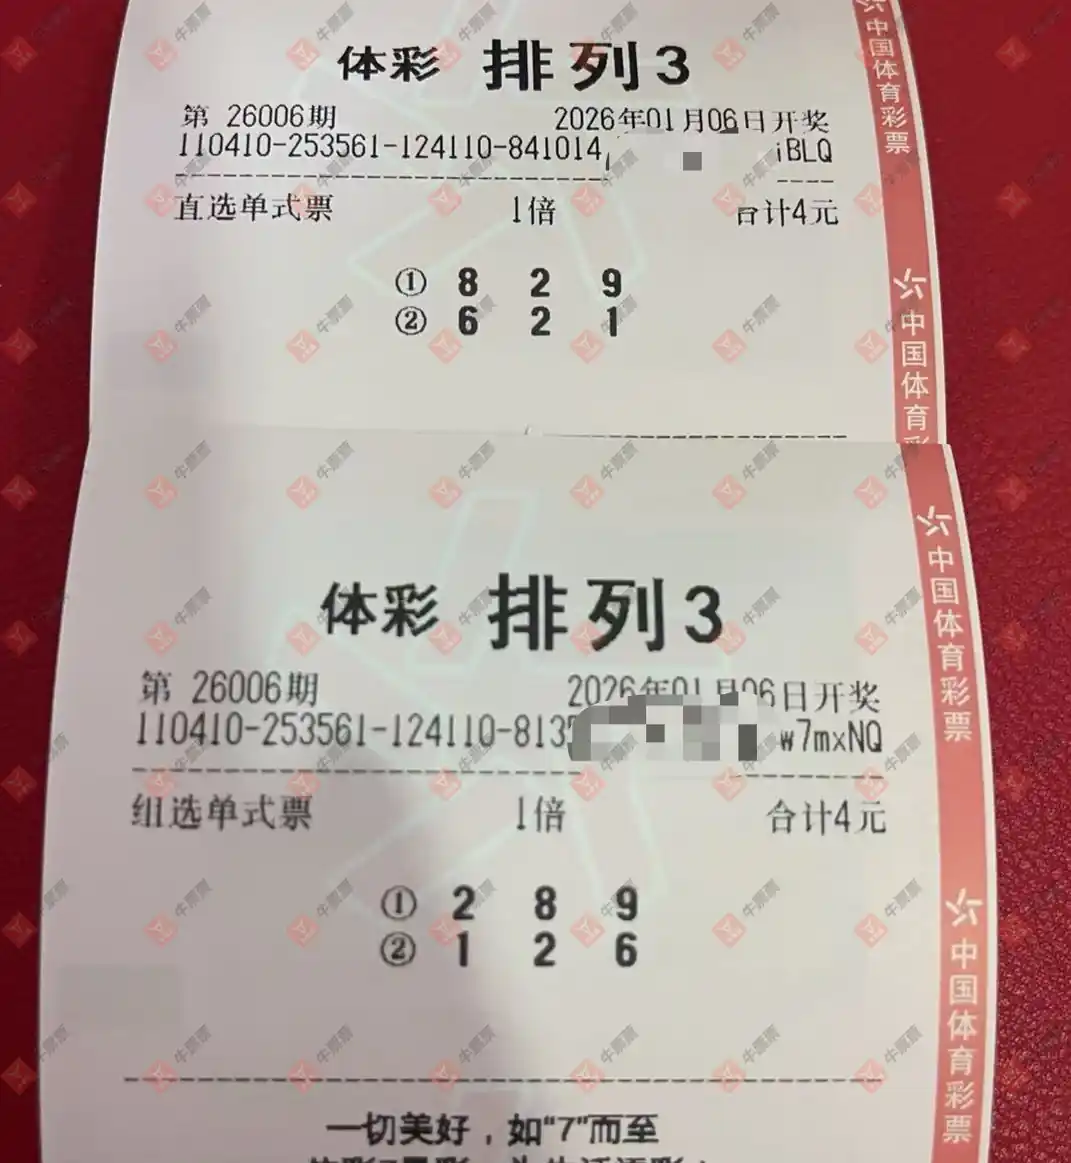 体彩 排列3
第 26006期 2026年01月06日开奖
110410-253561-124110-841014 iBLQ
直选单式票 1倍 合计4元
① 8 2 9
② 6 2 1
中国体育彩票
中国体育彩
体彩 排列3
第 26006期 2026年01月06日开奖
110410-253561-124110-813 w7mxNQ
组选单式票 1倍 合计4元
① 2 8 9
② 1 2 6
一切美好，如“7”而至
中国体育彩票
中国体育彩票
牛票票